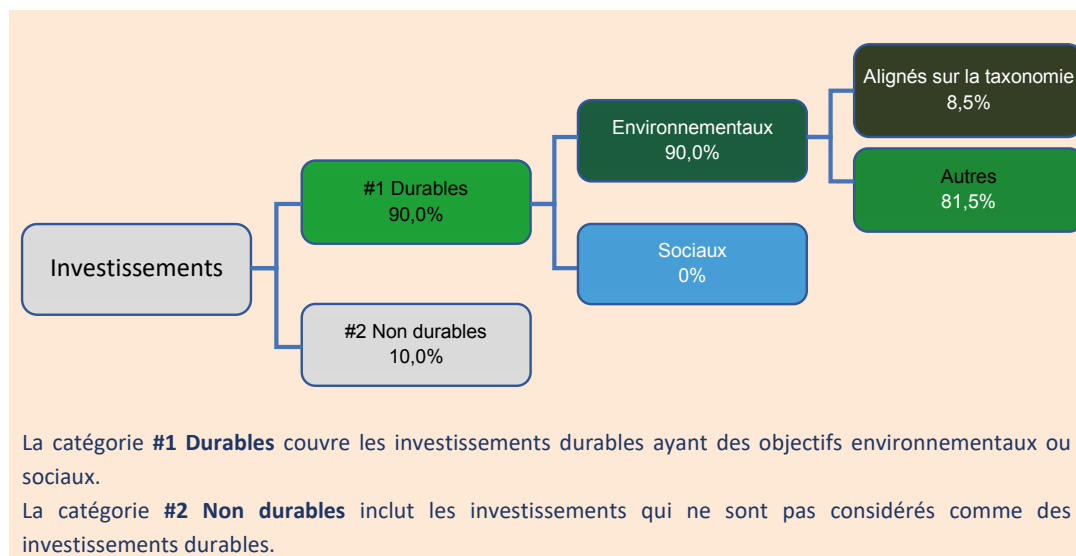 Alignés sur la taxonomie
8,5%
Environnementaux
90,0%
Autres
81,5%
#1 Durables
90,0%
Sociaux
0%
Investissements
#2 Non durables
10,0%
La catégorie #1 Durables couvre les investissements durables ayant des objectifs environnementaux ou
sociaux.
La catégorie #2 Non durables inclut les investissements qui ne sont pas considérés comme des
investissements durables.